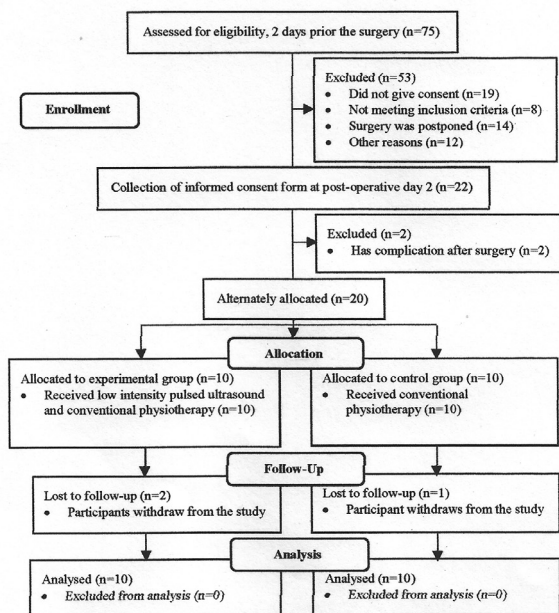 Assessed for eligibility, 2 days prior the surgery (n=75)
Enrollment
Excluded (n=53)
• Did not give consent (n=19)
• Not meeting inclusion criteria (n=8)
• Surgery was postponed (n=14)
• Other reasons (n=12)
Collection of informed consent form at post-operative day 2 (n=22)
Excluded (n=2)
• Has complication after surgery (n=2)
Alternately allocated (n=20)
Allocation
Allocated to experimental group (n=10)
• Received low intensity pulsed ultrasound
and conventional physiotherapy (n=10)
Allocated to control group (n=10)
• Received conventional
physiotherapy (n=10)
Follow-Up
Lost to follow-up (n=2)
• Participants withdraw from the study
Lost to follow-up (n=1)
• Participant withdraws from the study
Analysis
Analysed (n=10)
• Excluded from analysis (n=0)
Analysed (n=10)
• Excluded from analysis (n=0)